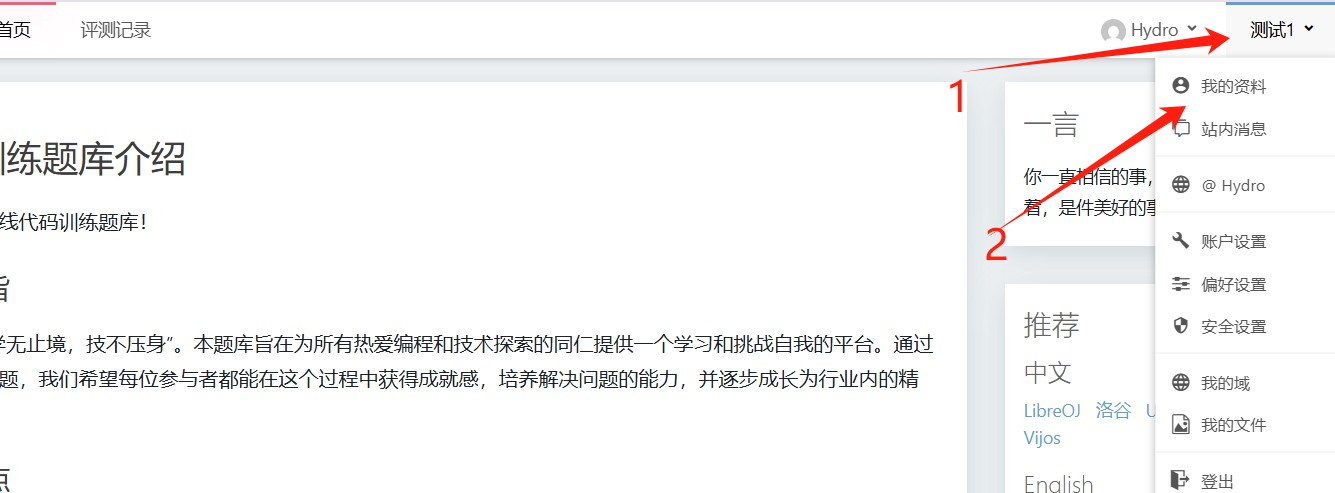 首页 评测记录 Hydro 测试1
1
2
训练题库介绍
线代码训练题库！
旨
学无止境，技不压身”。本题库旨在为所有热爱编程和技术探索的同仁提供一个学习和挑战自我的平台。通过
题，我们希望每位参与者都能在这个过程中获得成就感，培养解决问题的能力，并逐步成长为行业内的精
点
一言
你一直相信的事，
着，是件美好的事
推荐
中文
LibreOJ 洛谷 U
Vijos
English
我的资料
站内消息
@ Hydro
账户设置
偏好设置
安全设置
我的域
我的文件
登出